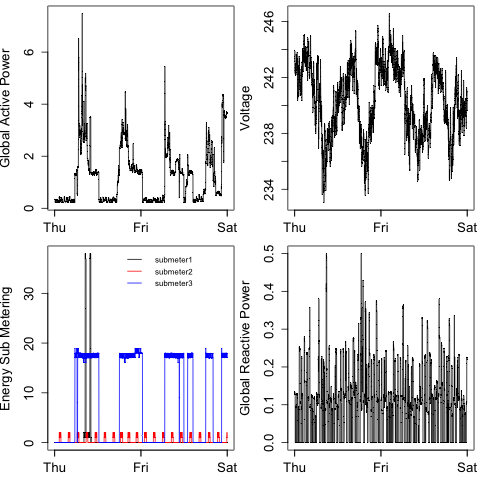 Global Active Power
6
4
2
0
Thu
Fri
Sat
Voltage
246
242
238
234
Thu
Fri
Sat
Energy Sub Metering
30
20
10
0
submeter1
submeter2
submeter3
Thu
Fri
Sat
Global Reactive Power
0.5
0.4
0.3
0.2
0.1
0.0
Thu
Fri
Sat